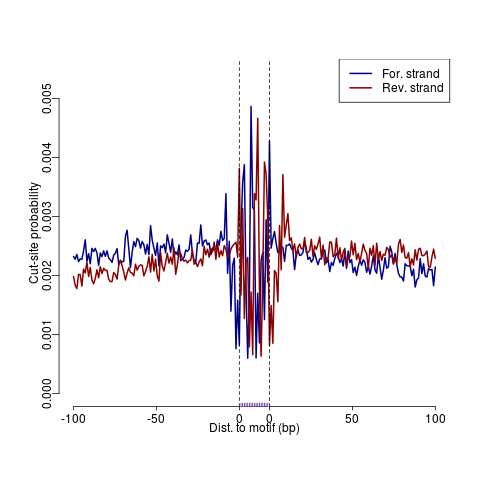 For. strand
Rev. strand
Cut-site probability
0.005
0.004
0.003
0.002
0.001
0.000
-100 -50 0 0 50 100
Dist. to motif (bp)